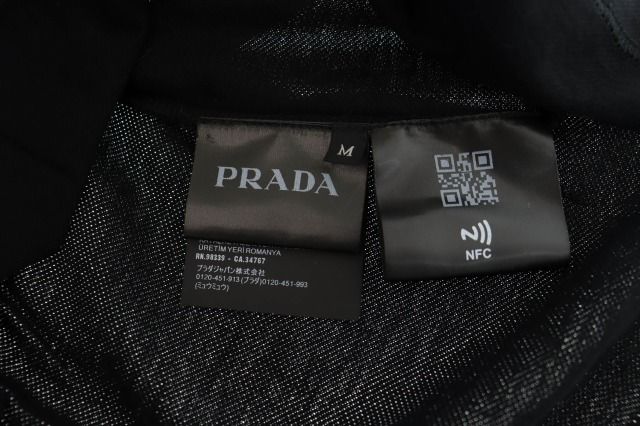 M
PRADA
ÜRETİM YERİ ROMANYA
RN.98339 - CA.34767
プラダジャパン株式会社
0120-451-913 (プラダ) 0120-451-993
(ミュウミュウ)
NFC